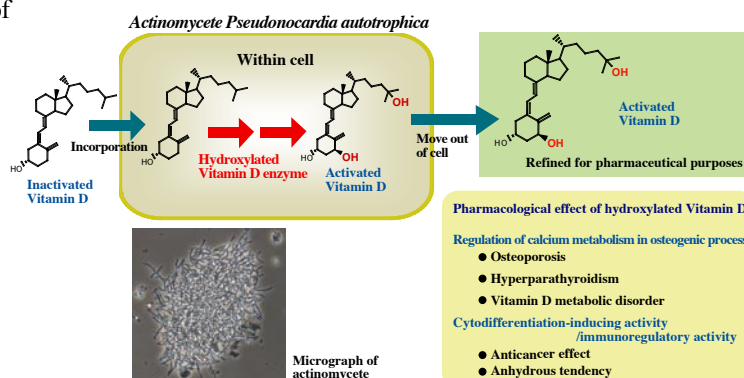 of
Actinomycete Pseudonocardia autotrophica
Within cell
HO
Inactivated
Vitamin D
Incorporation
HO
Hydroxylated
Vitamin D enzyme
OH
HO
OH
Activated
Vitamin D
Move out
of cell
OH
HO
OH
Activated
Vitamin D
Refined for pharmaceutical purposes
Micrograph of
actinomycete
Pharmacological effect of hydroxylated Vitamin D
Regulation of calcium metabolism in osteogenic process
● Osteoporosis
● Hyperparathyroidism
● Vitamin D metabolic disorder
Cytodifferentiation-inducing activity
/immunoregulatory activity
● Anticancer effect
● Anhydrous tendency